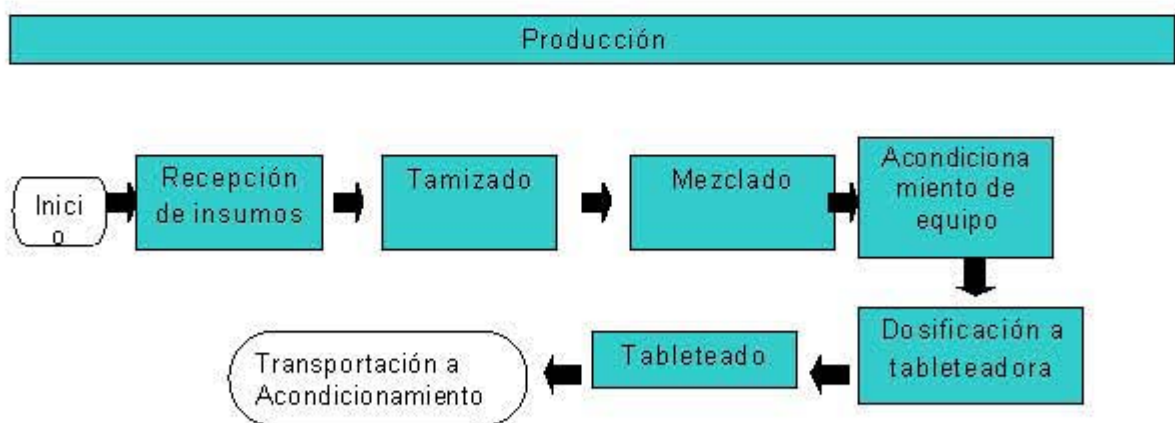 Producción
Inici
o
Recepción
de insumos
Tamizado
Mezclado
Acondiciona
miento de
equipo
Dosificación a
tableteadora
Tableteado
Transportación a
Acondicionamiento